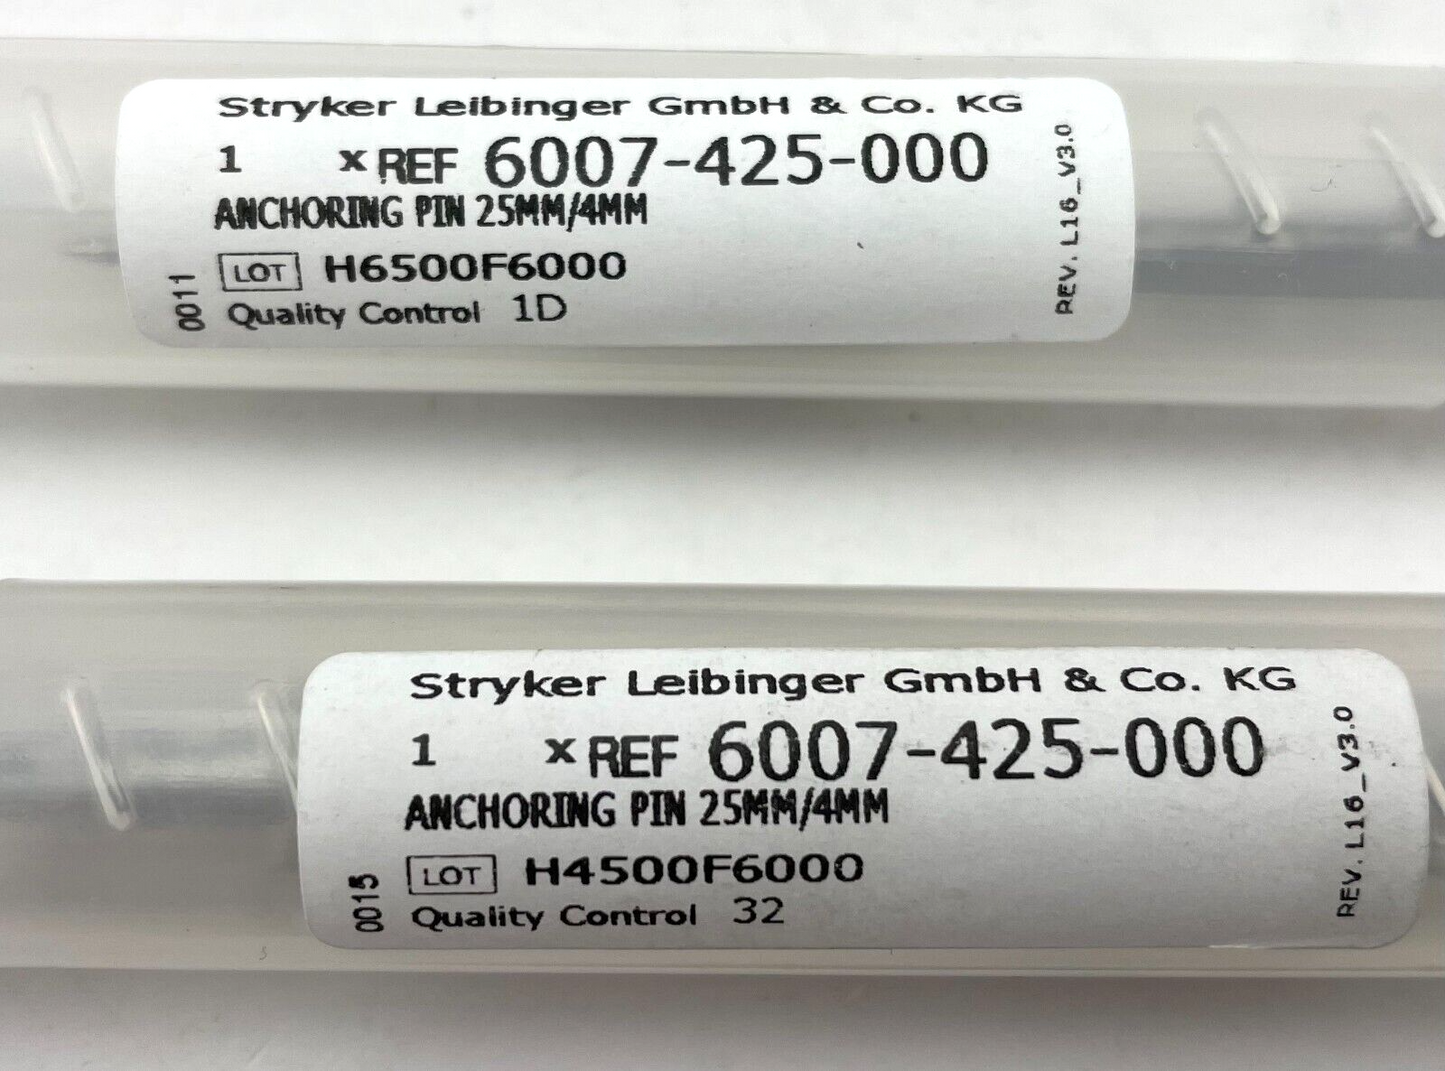 Stryker Leibinger GmbH & Co. KG
1 x REF 6007-425-000
ANCHORING PIN 25MM/4MM
LOT H6500F6000
Quality Control 1D
0011
REV. L16_V3.0
Stryker Leibinger GmbH & Co. KG
1 x REF 6007-425-000
ANCHORING PIN 25MM/4MM
LOT H4500F6000
Quality Control 32
0015
REV. L16_V3.0